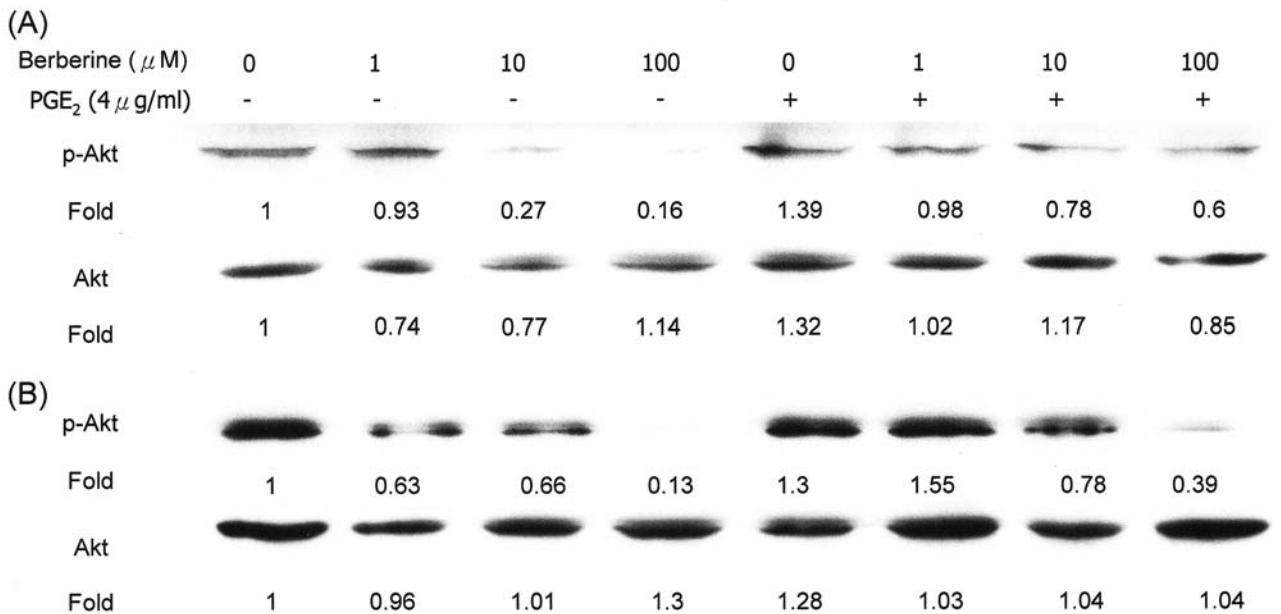 (A)
Berberine ( μM) 0 1 10 100 0 1 10 100
PGE₂ (4 μg/ml) - - - - + + + +
p-Akt
Fold 1 0.93 0.27 0.16 1.39 0.98 0.78 0.6
Akt
Fold 1 0.74 0.77 1.14 1.32 1.02 1.17 0.85
(B)
p-Akt
Fold 1 0.63 0.66 0.13 1.3 1.55 0.78 0.39
Akt
Fold 1 0.96 1.01 1.3 1.28 1.03 1.04 1.04